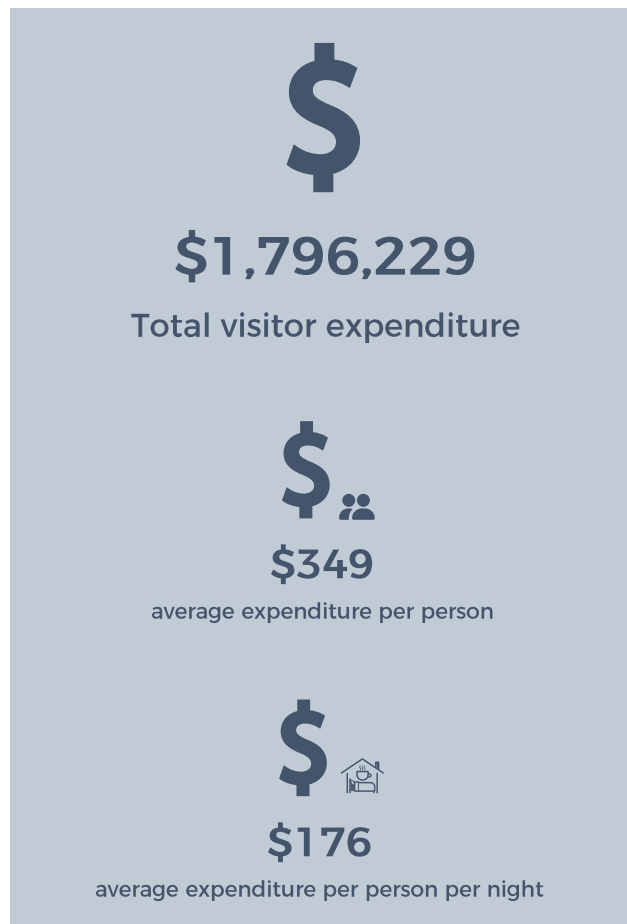 $
$1,796,229
Total visitor expenditure
$
$349
average expenditure per person
$
$176
average expenditure per person per night